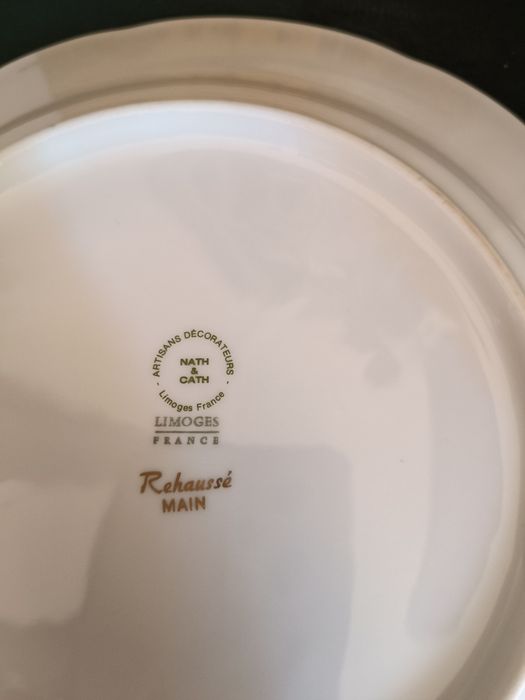 - ARTISANS DÉCORATEURS -
NATH
&
CATH
Limoges France
LIMOGES
FRANCE
Rehaussé
MAIN